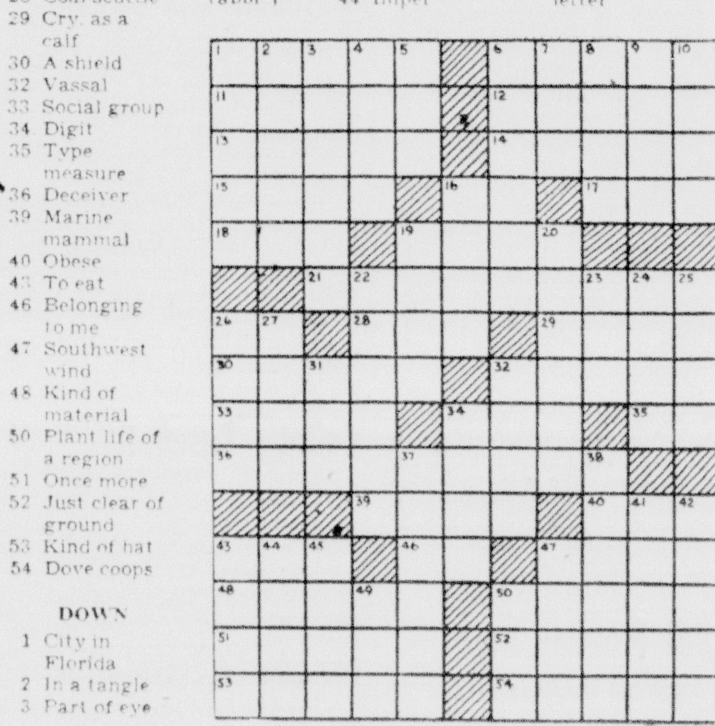 (abbr.) 44 Impel letter
29 Cry, as a
calf
30 A shield
32 Vassal
33 Social group
34 Digit
35 Type
measure
36 Deceiver
39 Marine
mammal
40 Obese
43 To eat
46 Belonging
to me
47 Southwest
wind
48 Kind of
material
50 Plant life of
a region
51 Once more
52 Just clear of
ground
53 Kind of hat
54 Dove coops
DOWN
1 City in
Florida
2 In a tangle
3 Part of eye
1 2 3 4 5 6 7 8 9 10
11 12
13 14
15 16 17
18 19 20
21 22 23 24 25
26 27 28 29
30 31 32
33 34 35
36 37 38
39 40 41 42
43 44 45 46 47
48 49 50
51 52
53 54